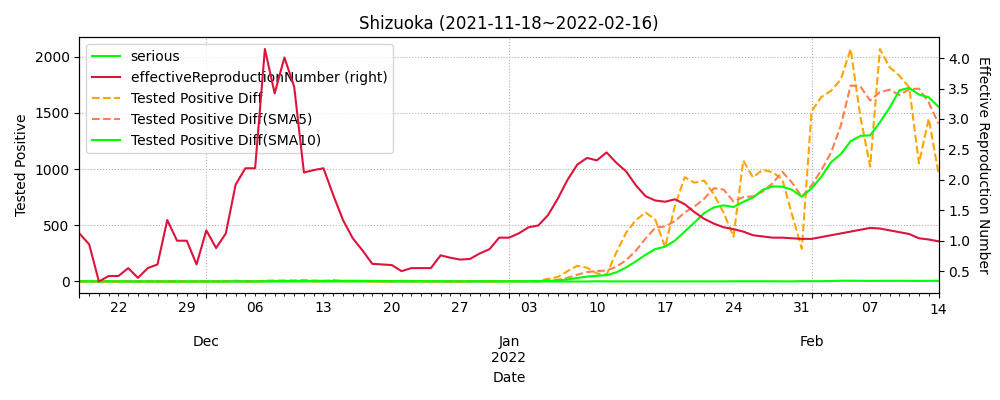 Shizuoka (2021-11-18~2022-02-16)
serious
effectiveReproductionNumber (right)
Tested Positive Diff
Tested Positive Diff(SMA5)
Tested Positive Diff(SMA10)
Tested Positive
2000
1500
1000
500
0
4.0
3.5
3.0
2.5
2.0
1.5
1.0
0.5
Effective Reproduction Number
22 29 06 13 20 27 03 10 17 24 31 07 14
Dec Jan Feb
2022
Date